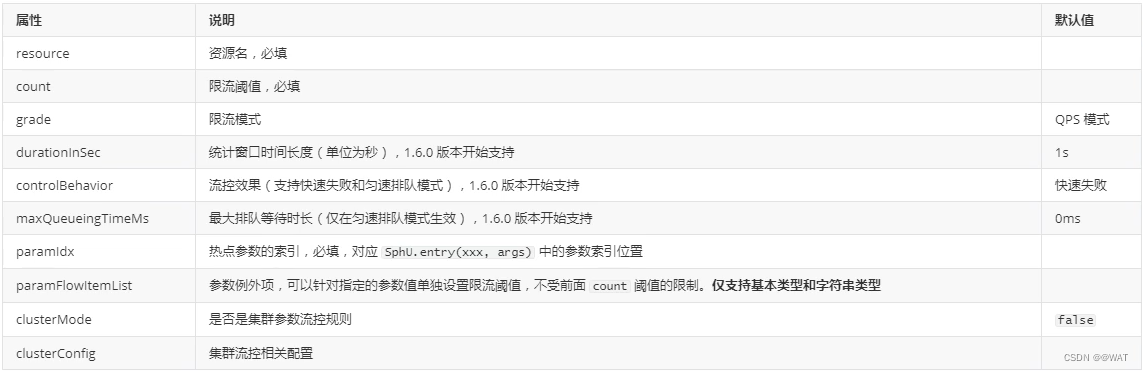 属性 说明 默认值
resource 资源名，必填
count 限流阈值，必填
grade 限流模式 QPS 模式
durationInSec 统计窗口时间长度（单位为秒），1.6.0 版本开始支持 1s
controlBehavior 流控效果（支持快速失败和匀速排队模式），1.6.0 版本开始支持 快速失败
maxQueueingTimeMs 最大排队等待时长（仅在匀速排队模式生效），1.6.0 版本开始支持 0ms
paramIdx 热点参数的索引，必填，对应 SphU.entry(xxx, args) 中的参数索引位置
paramFlowItemList 参数例外项，可以针对指定的参数值单独设置限流阈值，不受前面 count 阈值的限制。仅支持基本类型和字符串类型
clusterMode 是否是集群参数流控规则 false
clusterConfig 集群流控相关配置
CSDN @@WAT